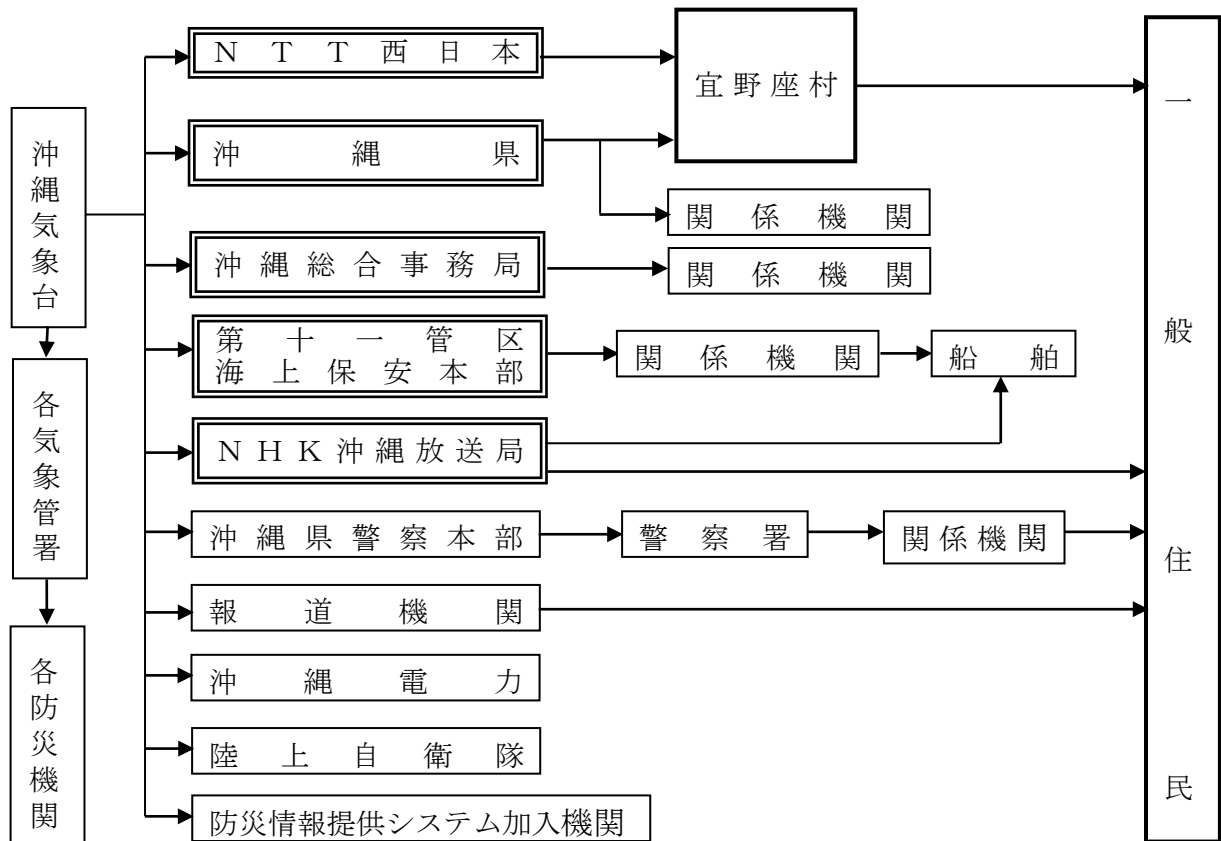 沖縄気象台
各気象管署
各防災機関
NTT西日本
沖縄県
沖縄総合事務局
第十一管区
海上保安本部
NHK沖縄放送局
沖縄県警察本部
報道機関
沖縄電力
陸上自衛隊
防災情報提供システム加入機関
宜野座村
関係機関
関係機関
関係機関
船舶
警察署
関係機関
一般住民